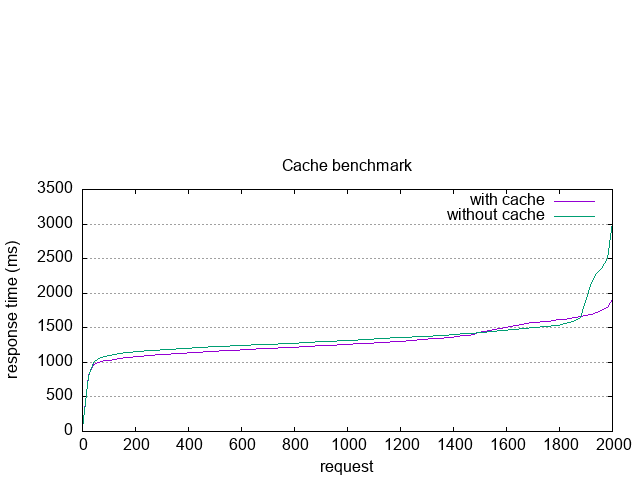 Cache benchmark
3500
3000
2500
2000
1500
1000
500
0
response time (ms)
with cache
without cache
0 200 400 600 800 1000 1200 1400 1600 1800 2000
request